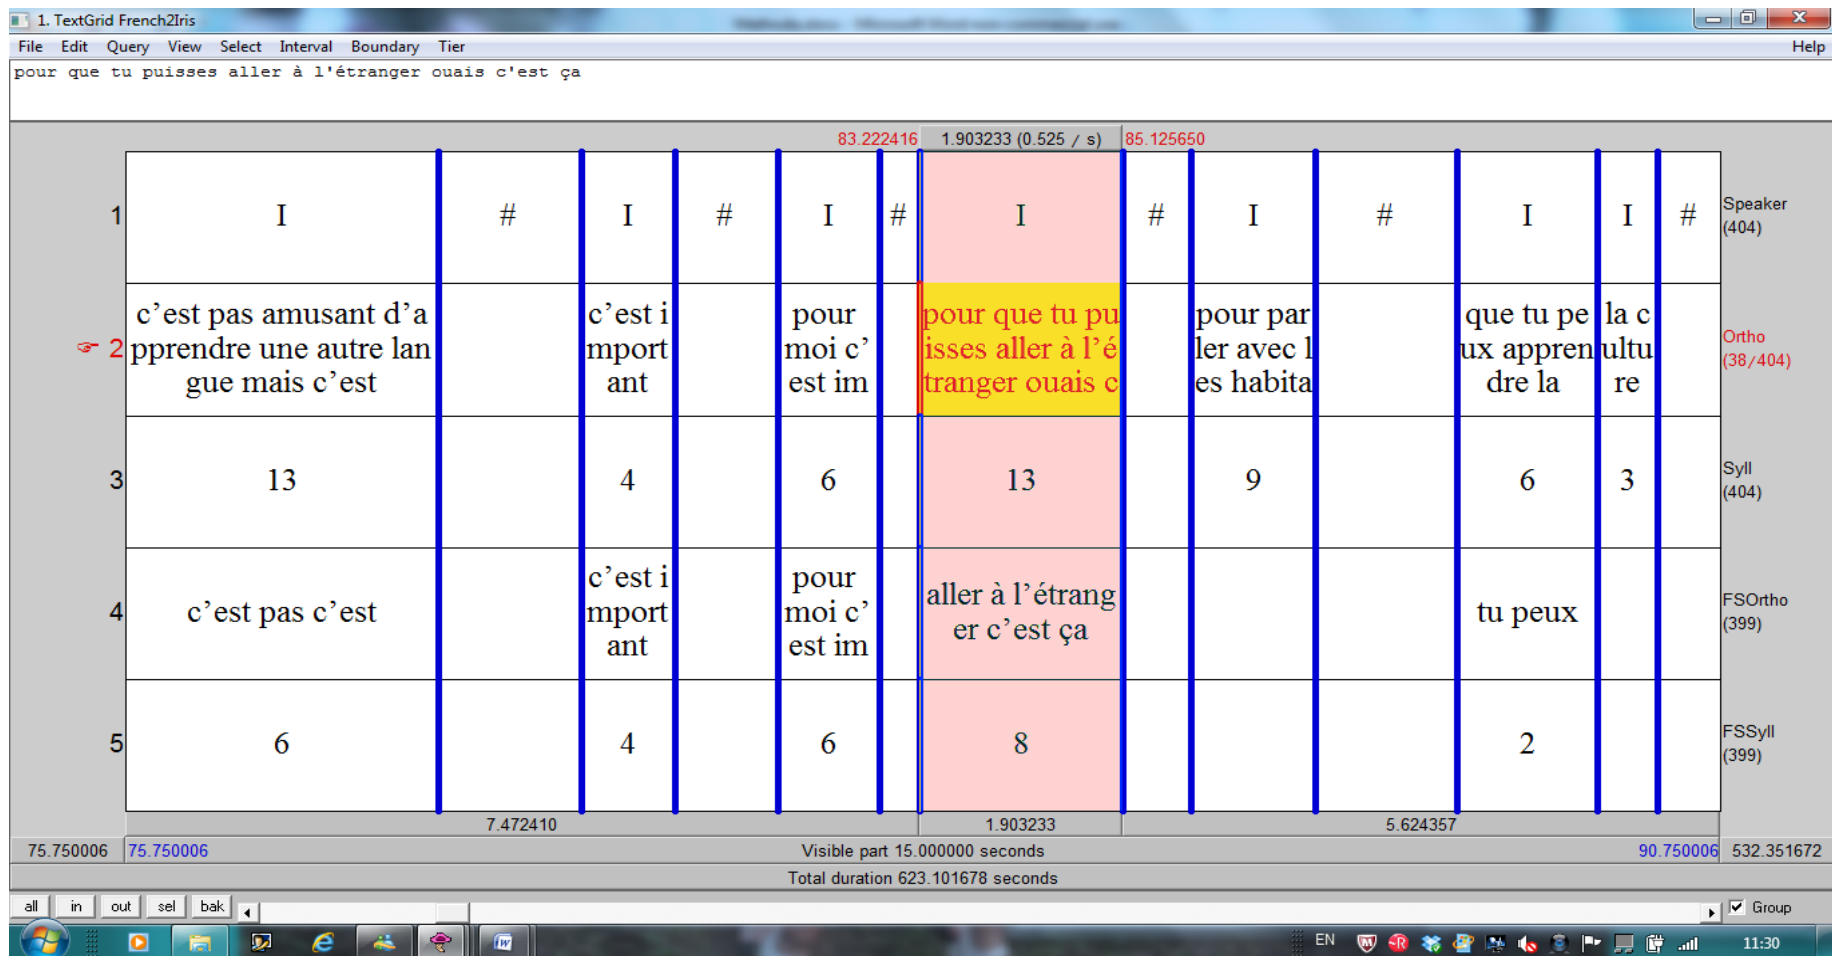 1. TextGrid French2Iris
File Edit Query View Select Interval Boundary Tier Help
pour que tu puisses aller à l'étranger ouais c'est ça
83.222416 1.903233 (0.525 / s) 85.125650
1 I # I # I # I # I # I I # Speaker
(404)
c’est pas amusant d’a
pprendre une autre lan
gue mais c’est
c’est i
mport
ant
pour
moi c’
est im
pour que tu pu
isses aller à l’é
tranger ouais c
pour par
ler avec l
es habita
que tu pe
ux appren
dre la
la c
ultu
re
2 Ortho
(38/404)
3 13 4 6 13 9 6 3 Syll
(404)
4 c’est pas c’est
c’est i
mport
ant
pour
moi c’
est im
aller à l’étrang
er c’est ça
tu peux
FSOrtho
(399)
5 6 4 6 8 2 FSSyll
(399)
7.472410 1.903233 5.624357
75.750006 75.750006 Visible part 15.000000 seconds 90.750006 532.351672
Total duration 623.101678 seconds
all in out sel bak Group
EN 11:30